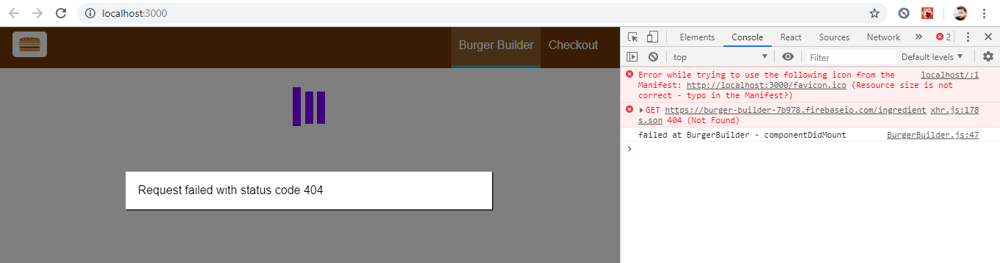 localhost:3000
Burger Builder
Checkout
Request failed with status code 404
Elements
Console
React
Sources
Network
»
2
top
Filter
Default levels
Error while trying to use the following icon from the localhost/:1
Manifest: http://localhost:3000/favicon.ico (Resource size is not
correct - typo in the Manifest?)
GET https://burger-builder-7b978.firebaseio.com/ingredient xhr.js:178
s.son 404 (Not Found)
failed at BurgerBuilder - componentDidMount BurgerBuilder.js:47